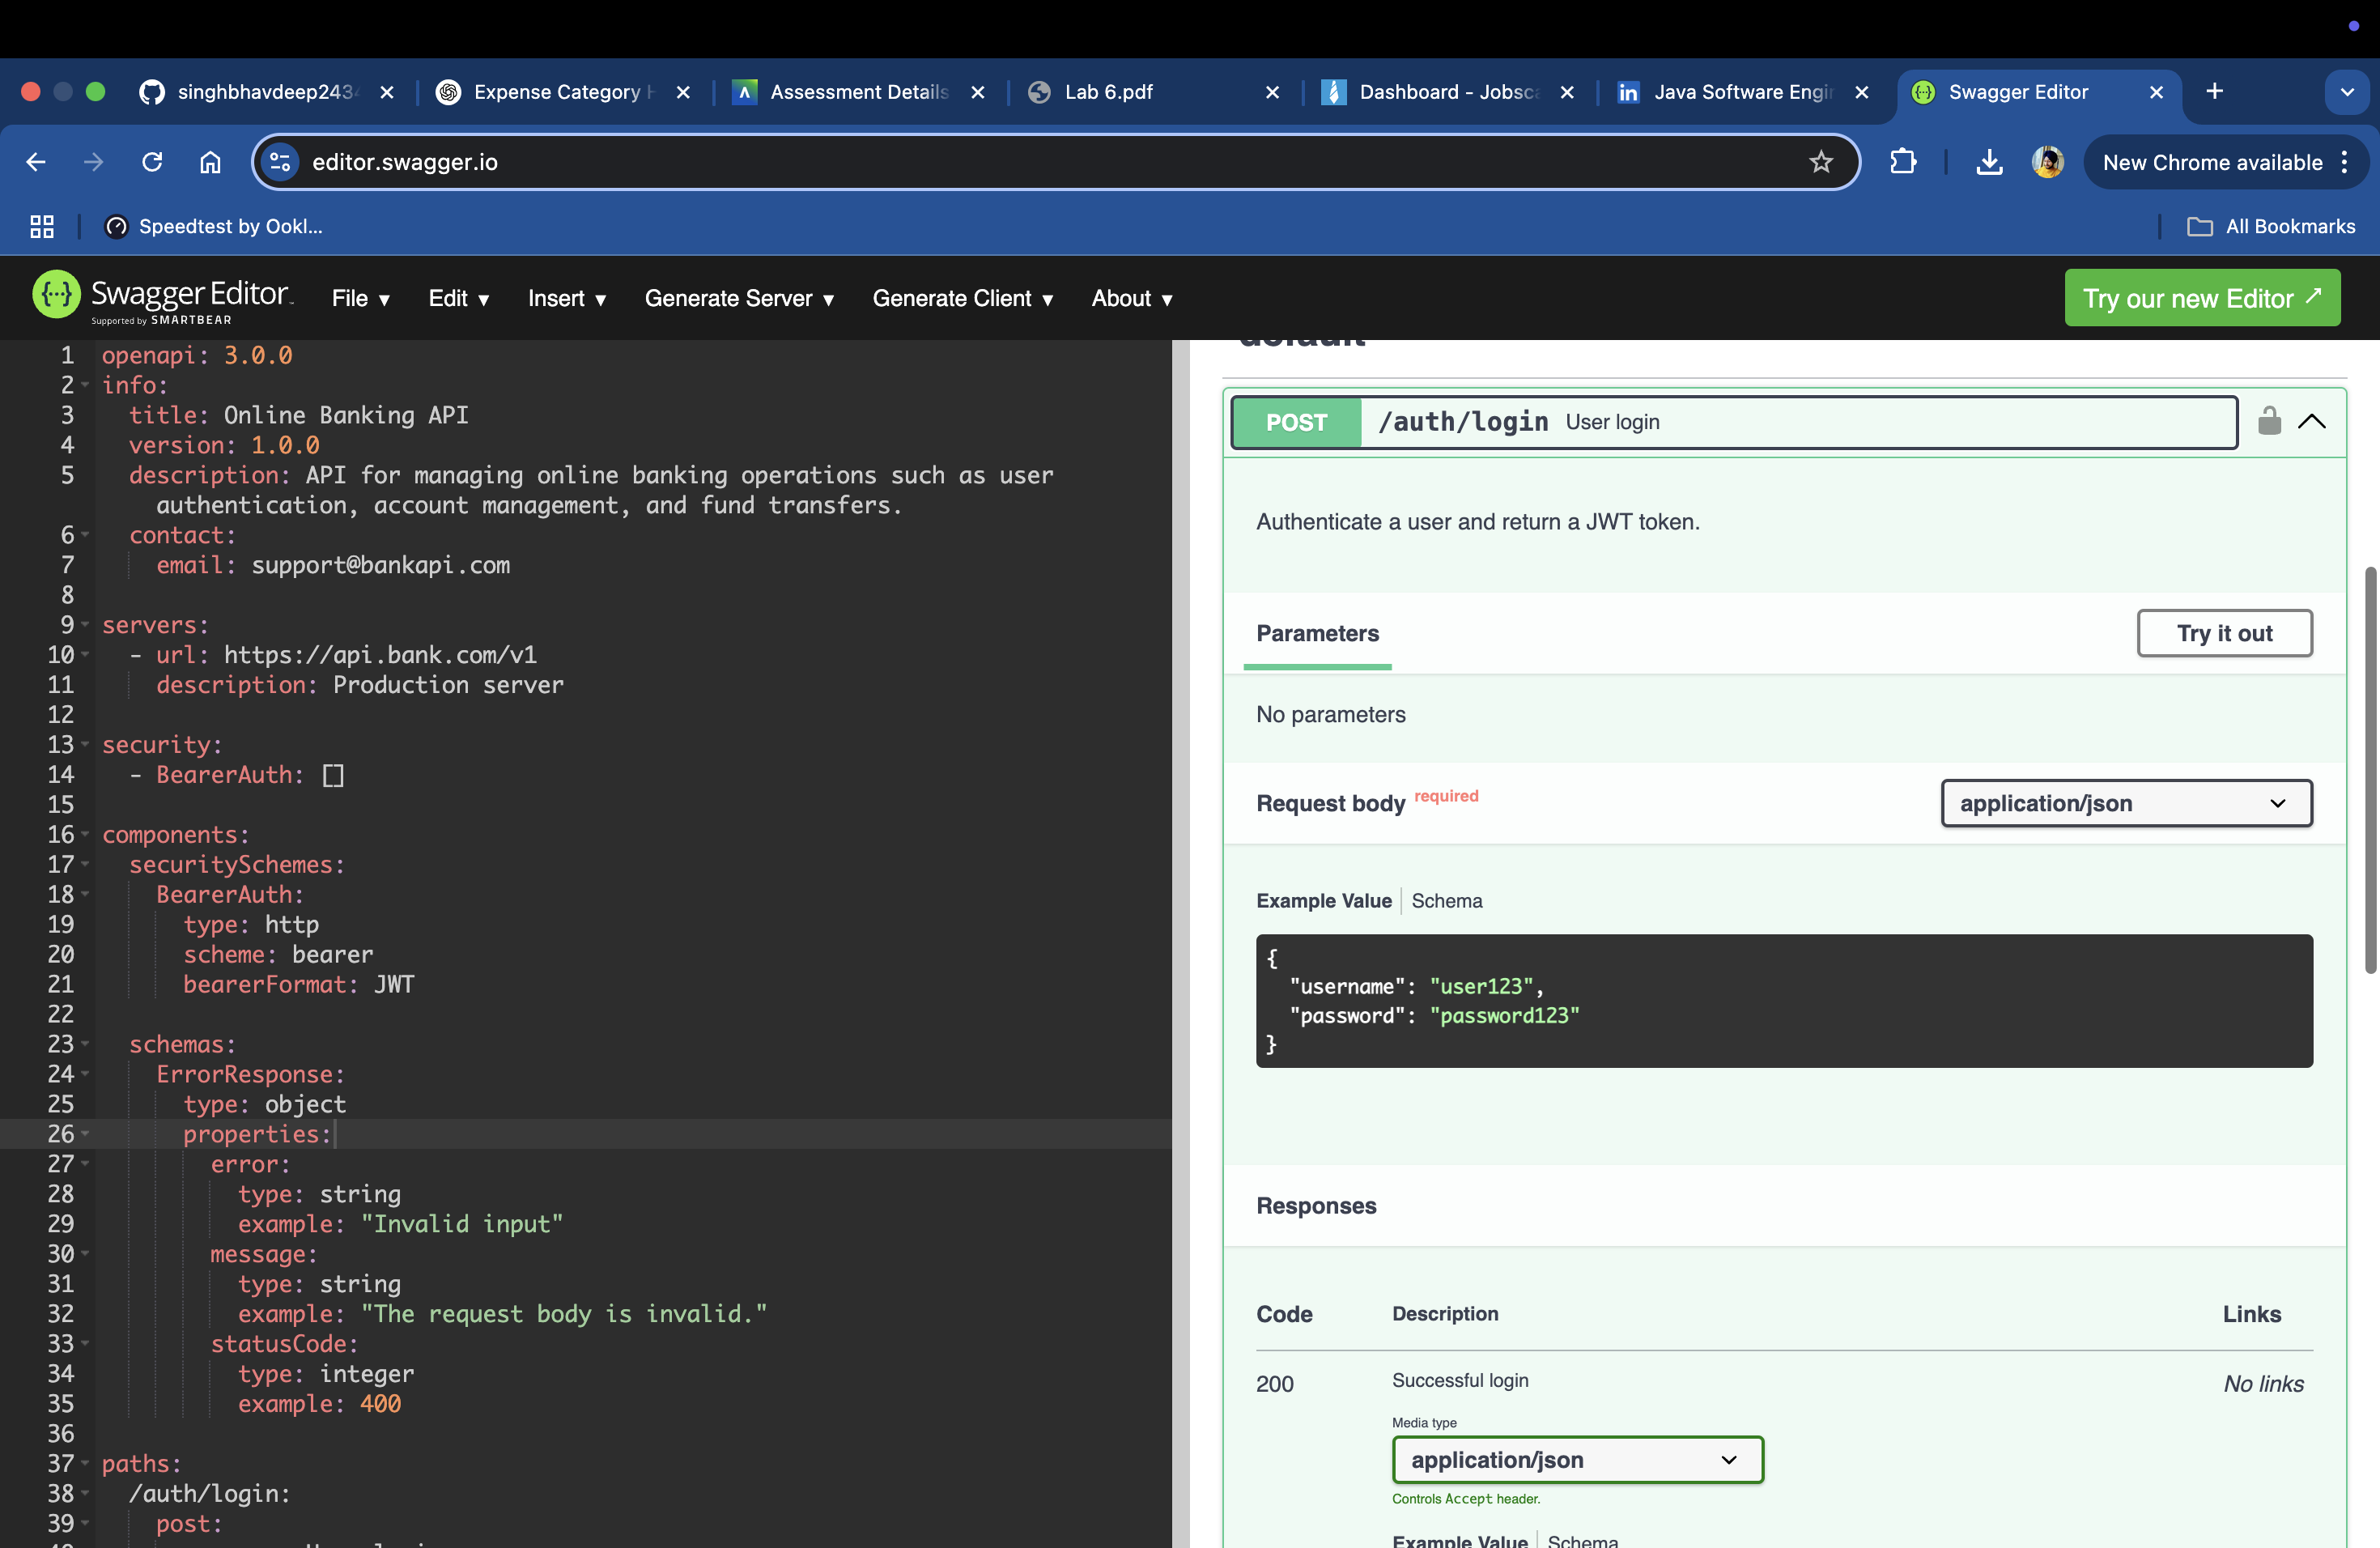 singhbhavdeep243
Expense Category H
Assessment Details
Lab 6.pdf
Dashboard - Jobsca
in Java Software Engin
Swagger Editor
editor.swagger.io
New Chrome available
Speedtest by Ookl...
All Bookmarks
Swagger Editor
Supported by SMARTBEAR
File ▾
Edit ▾
Insert ▾
Generate Server ▾
Generate Client ▾
About ▾
Try our new Editor
1 openapi: 3.0.0
2 info:
3 title: Online Banking API
4 version: 1.0.0
5 description: API for managing online banking operations such as user
authentication, account management, and fund transfers.
6 contact:
7 email: support@bankapi.com
8
9 servers:
10 - url: https://api.bank.com/v1
11 description: Production server
12
13 security:
14 - BearerAuth: []
15
16 components:
17 securitySchemes:
18 BearerAuth:
19 type: http
20 scheme: bearer
21 bearerFormat: JWT
22
23 schemas:
24 ErrorResponse:
25 type: object
26 properties:
27 error:
28 type: string
29 example: "Invalid input"
30 message:
31 type: string
32 example: "The request body is invalid."
33 statusCode:
34 type: integer
35 example: 400
36
37 paths:
38 /auth/login:
39 post:
default
POST /auth/login User login
Authenticate a user and return a JWT token.
Parameters
Try it out
No parameters
Request body required
application/json
Example Value | Schema
{
"username": "user123",
"password": "password123"
}
Responses
Code Description Links
200 Successful login No links
Media type
application/json
Controls Accept header.
Example Value | Schema